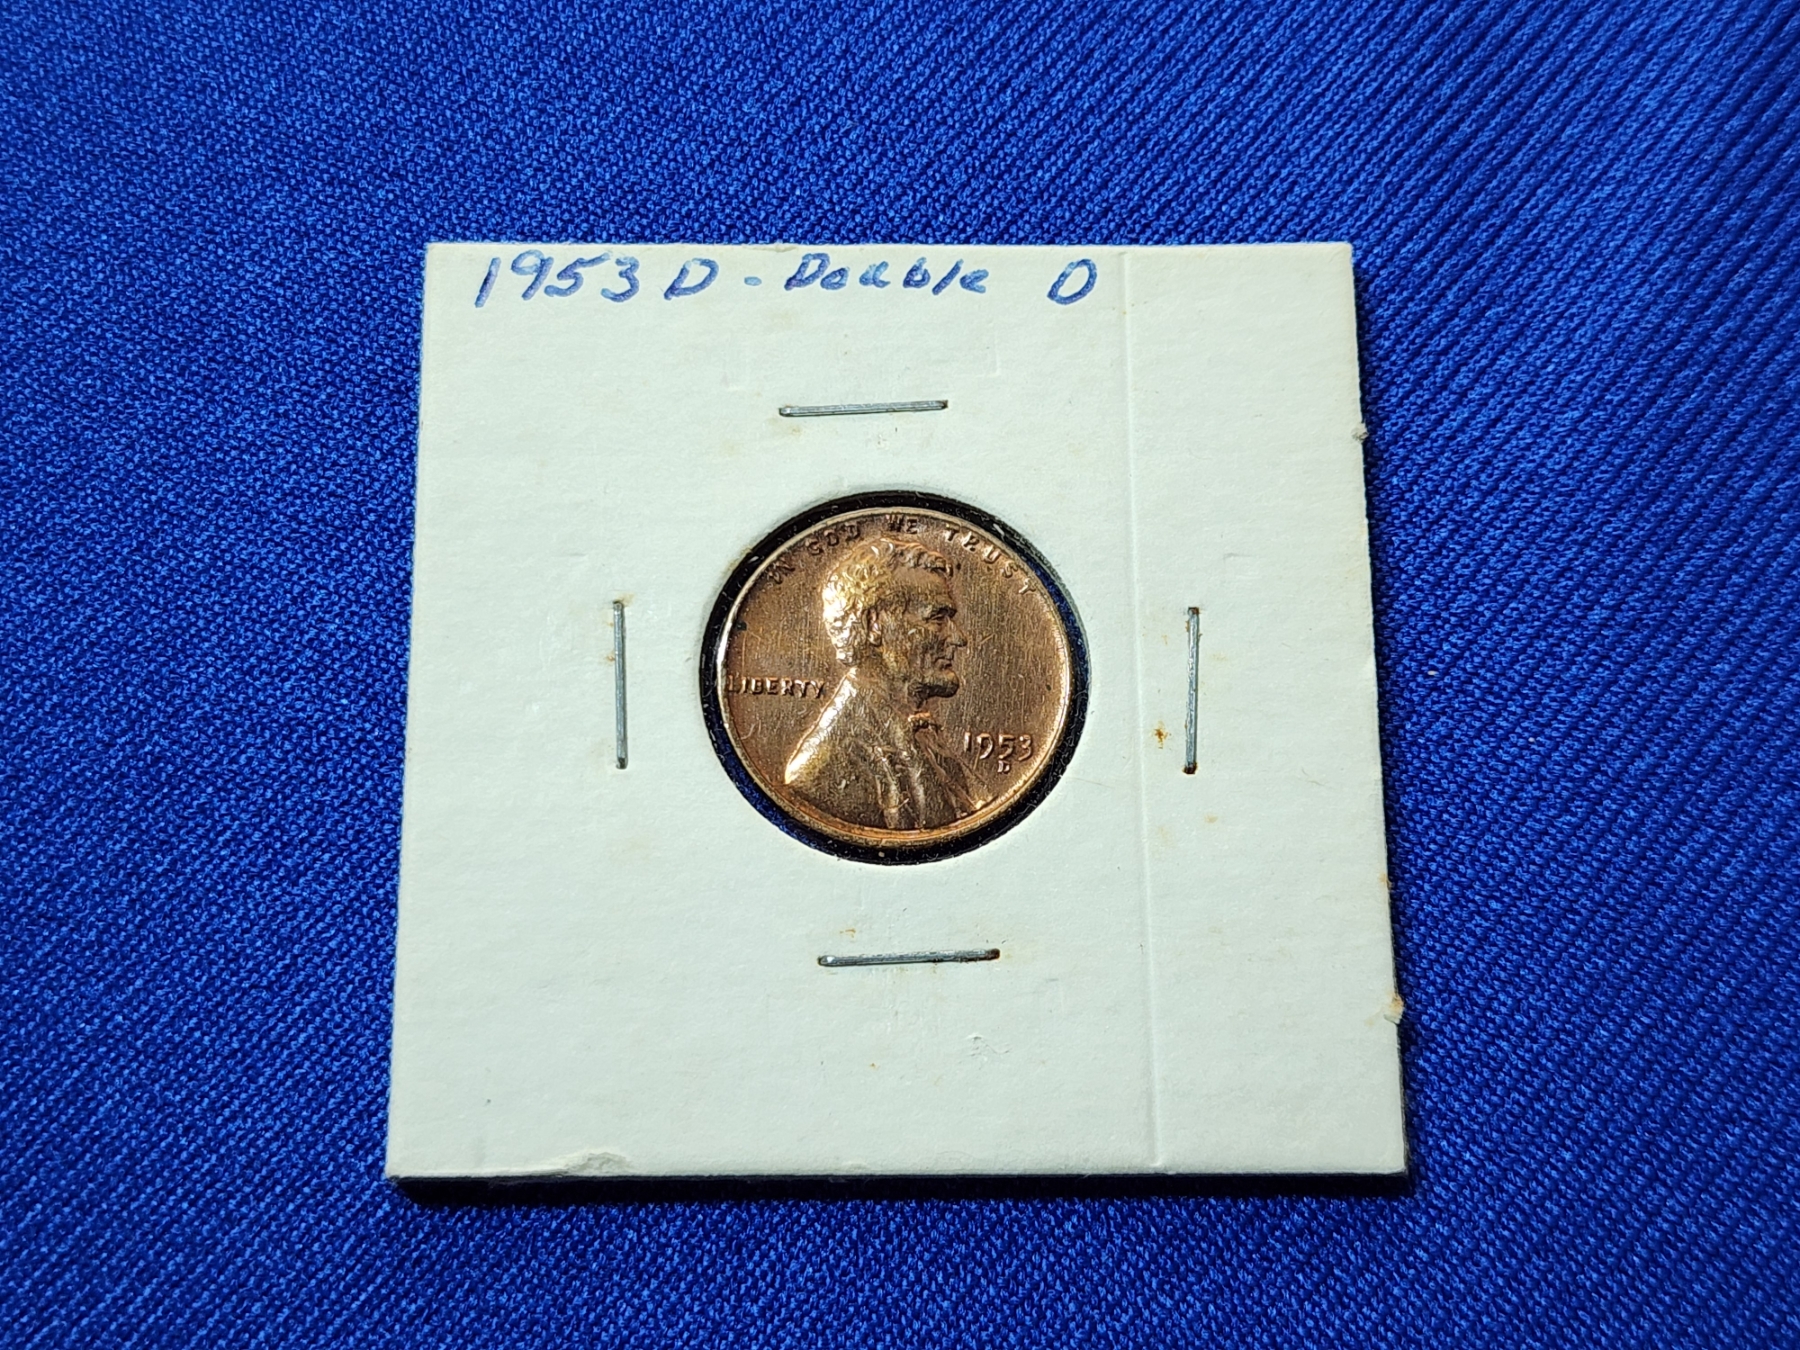 1953 D - Double D
IN GOD WE TRUST
LIBERTY
1953
D